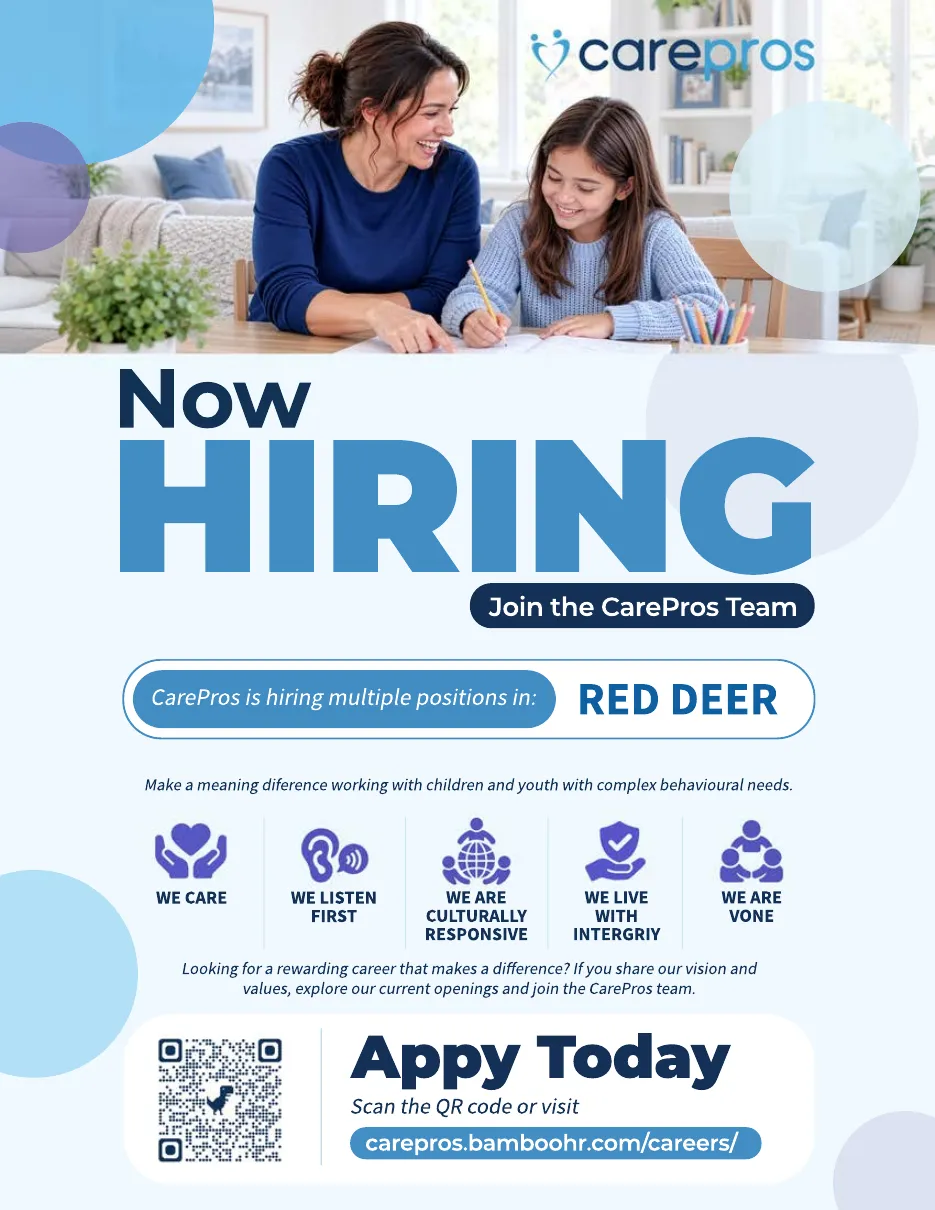 carepros
Now
HIRING
Join the CarePros Team
CarePros is hiring multiple positions in:
RED DEER
Make a meaning diference working with children and youth with complex behavioural needs.
WE CARE
WE LISTEN
FIRST
WE ARE
CULTURALLY
RESPONSIVE
WE LIVE
WITH
INTERGRIY
WE ARE
VONE
Looking for a rewarding career that makes a difference? If you share our vision and
values, explore our current openings and join the CarePros team.
Appy Today
Scan the QR code or visit
carepros.bamboohr.com/careers/